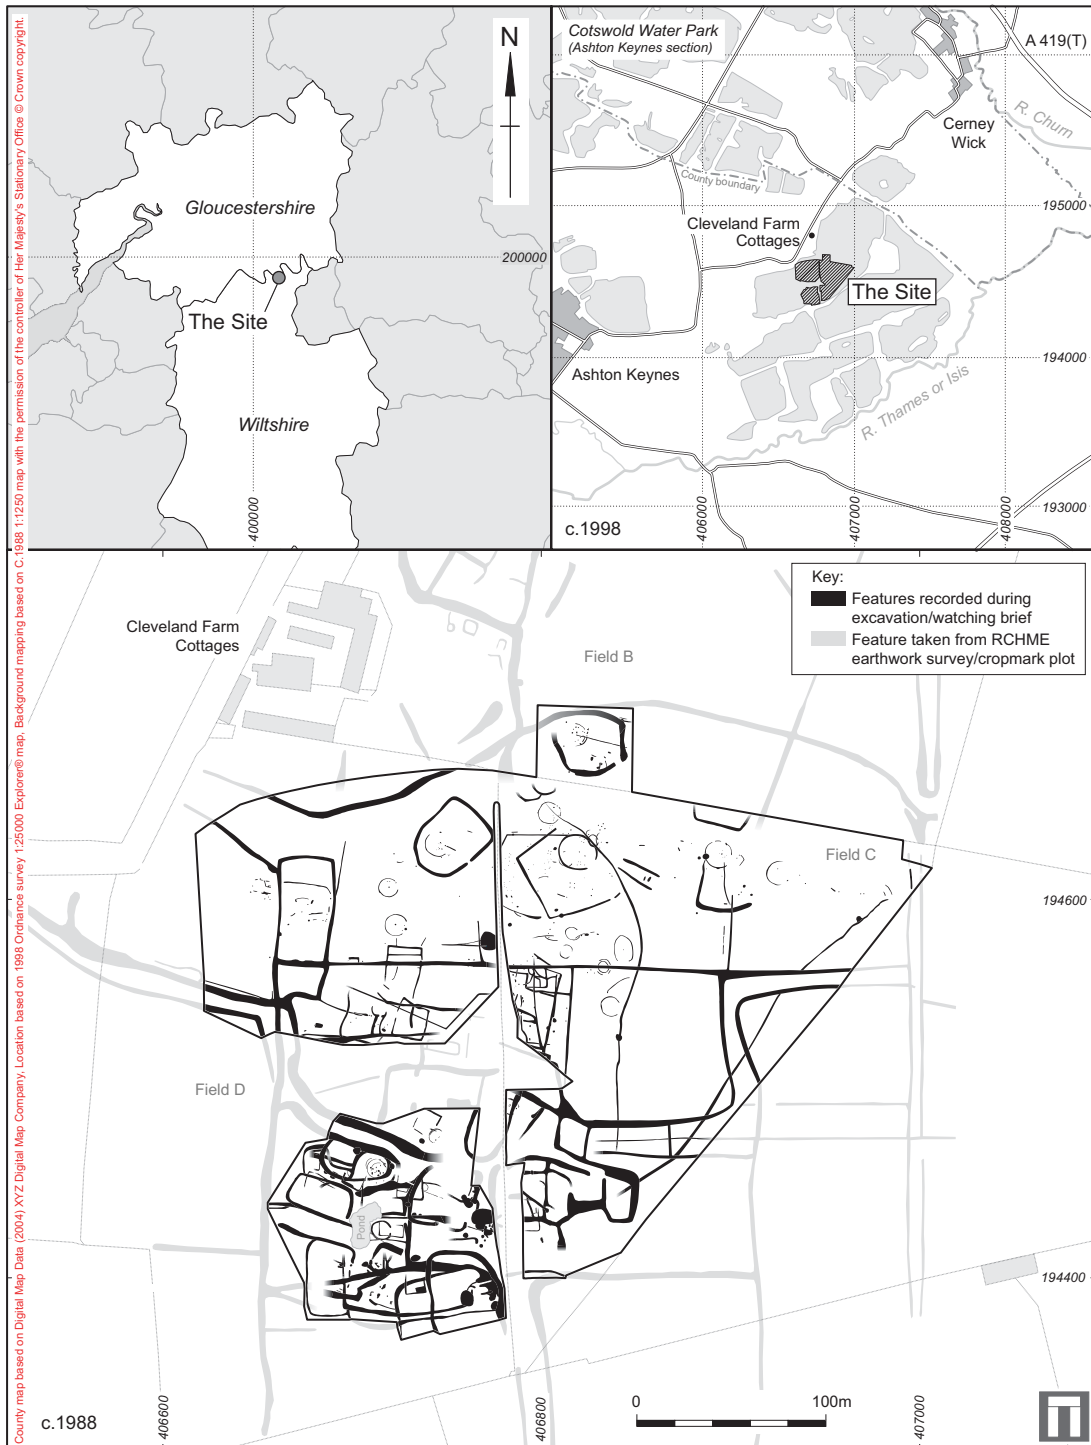 County map based on Digital Map Data (2004) XYZ Digital Map Company, Location based on 1998 Ordnance survey 1:25000 Explorer® map, Background mapping based on C.1988 1:1250 map with the permission of the controller of Her Majesty's Stationary Office © Crown copyright.
N
Gloucestershire
200000
The Site
Wiltshire
400000
Cotswold Water Park
(Ashton Keynes section)
A 419(T)
R. Churn
Cerney
Wick
County boundary
195000
Cleveland Farm
Cottages
The Site
194000
Ashton Keynes
R. Thames or Isis
193000
c.1998
406000
407000
408000
Key:
Features recorded during
excavation/watching brief
Feature taken from RCHME
earthwork survey/cropmark plot
Cleveland Farm
Cottages
Field B
Field C
194600
Field D
Pond
194400
c.1988
406600
406800
407000
0
100m